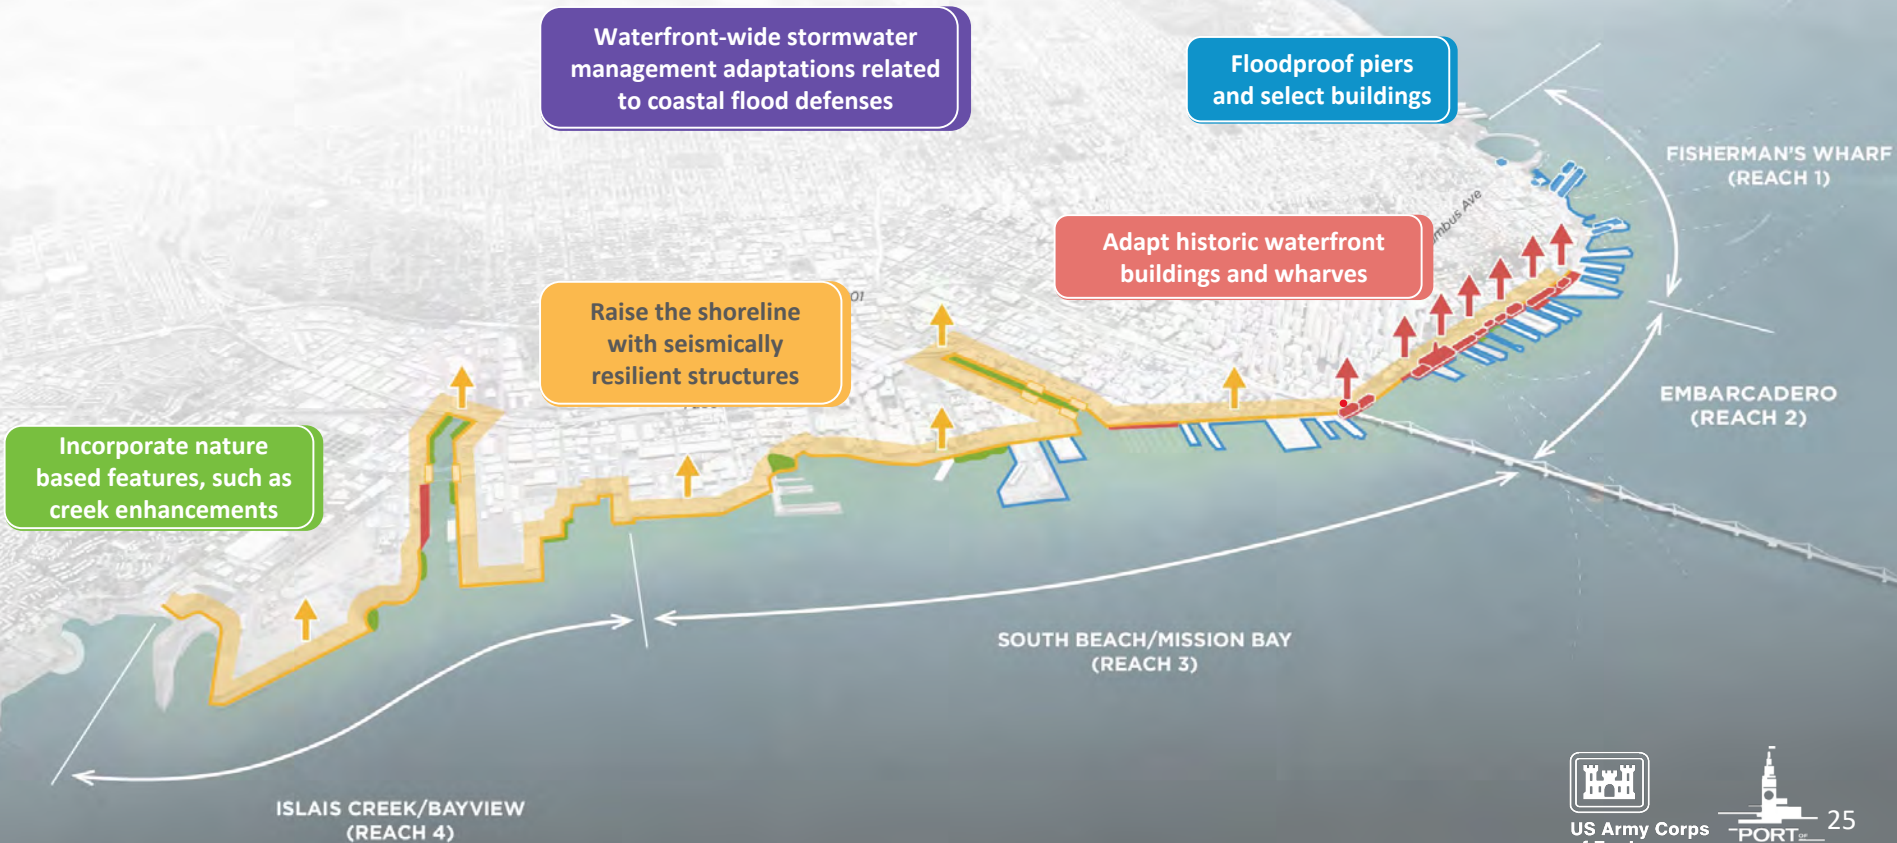 Waterfront-wide stormwater
management adaptations related
to coastal flood defenses
Floodproof piers
and select buildings
FISHERMAN'S WHARF
(REACH 1)
Adapt historic waterfront
buildings and wharves
Raise the shoreline
with seismically
resilient structures
EMBARCADERO
(REACH 2)
Incorporate nature
based features, such as
creek enhancements
SOUTH BEACH/MISSION BAY
(REACH 3)
ISLAIS CREEK/BAYVIEW
(REACH 4)
US Army Corps
PORT OF
25
Ave